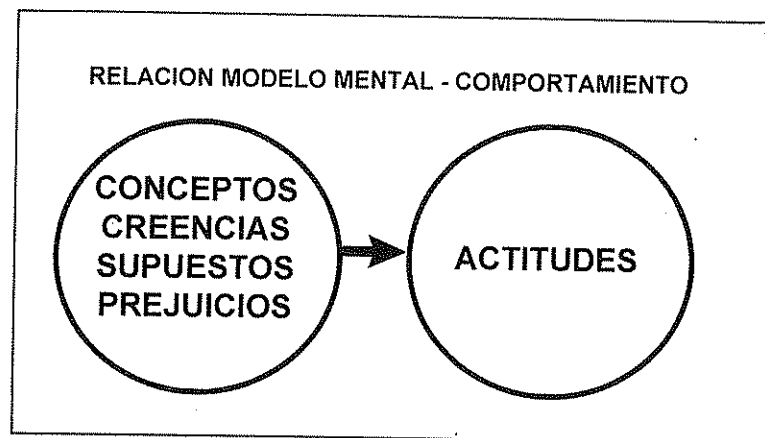 RELACION MODELO MENTAL - COMPORTAMIENTO
CONCEPTOS
CREENCIAS
SUPUESTOS
PREJUICIOS
ACTITUDES